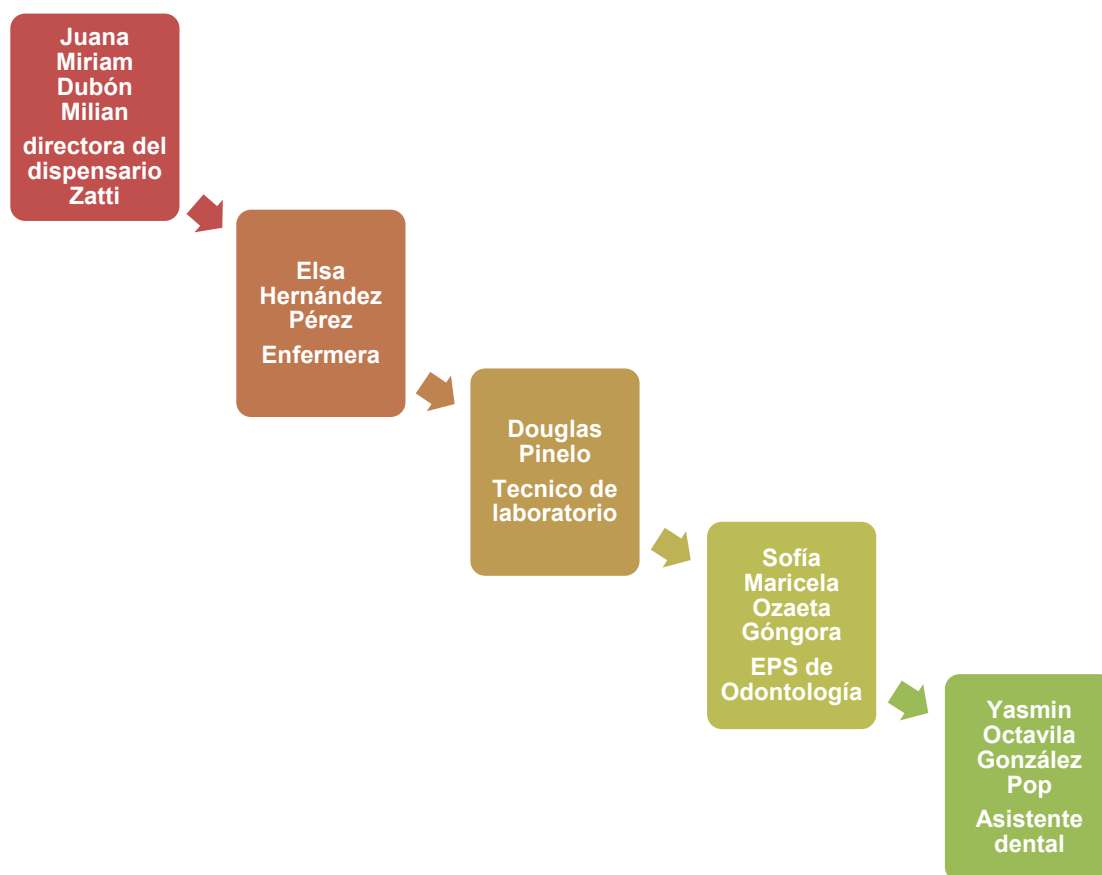 Juana
Miriam
Dubón
Milian
directora del
dispensario
Zatti
Elsa
Hernández
Pérez
Enfermera
Douglas
Pinelo
Tecnico de
laboratorio
Sofía
Maricela
Ozaeta
Góngora
EPS de
Odontología
Yasmin
Octavila
González
Pop
Asistente
dental